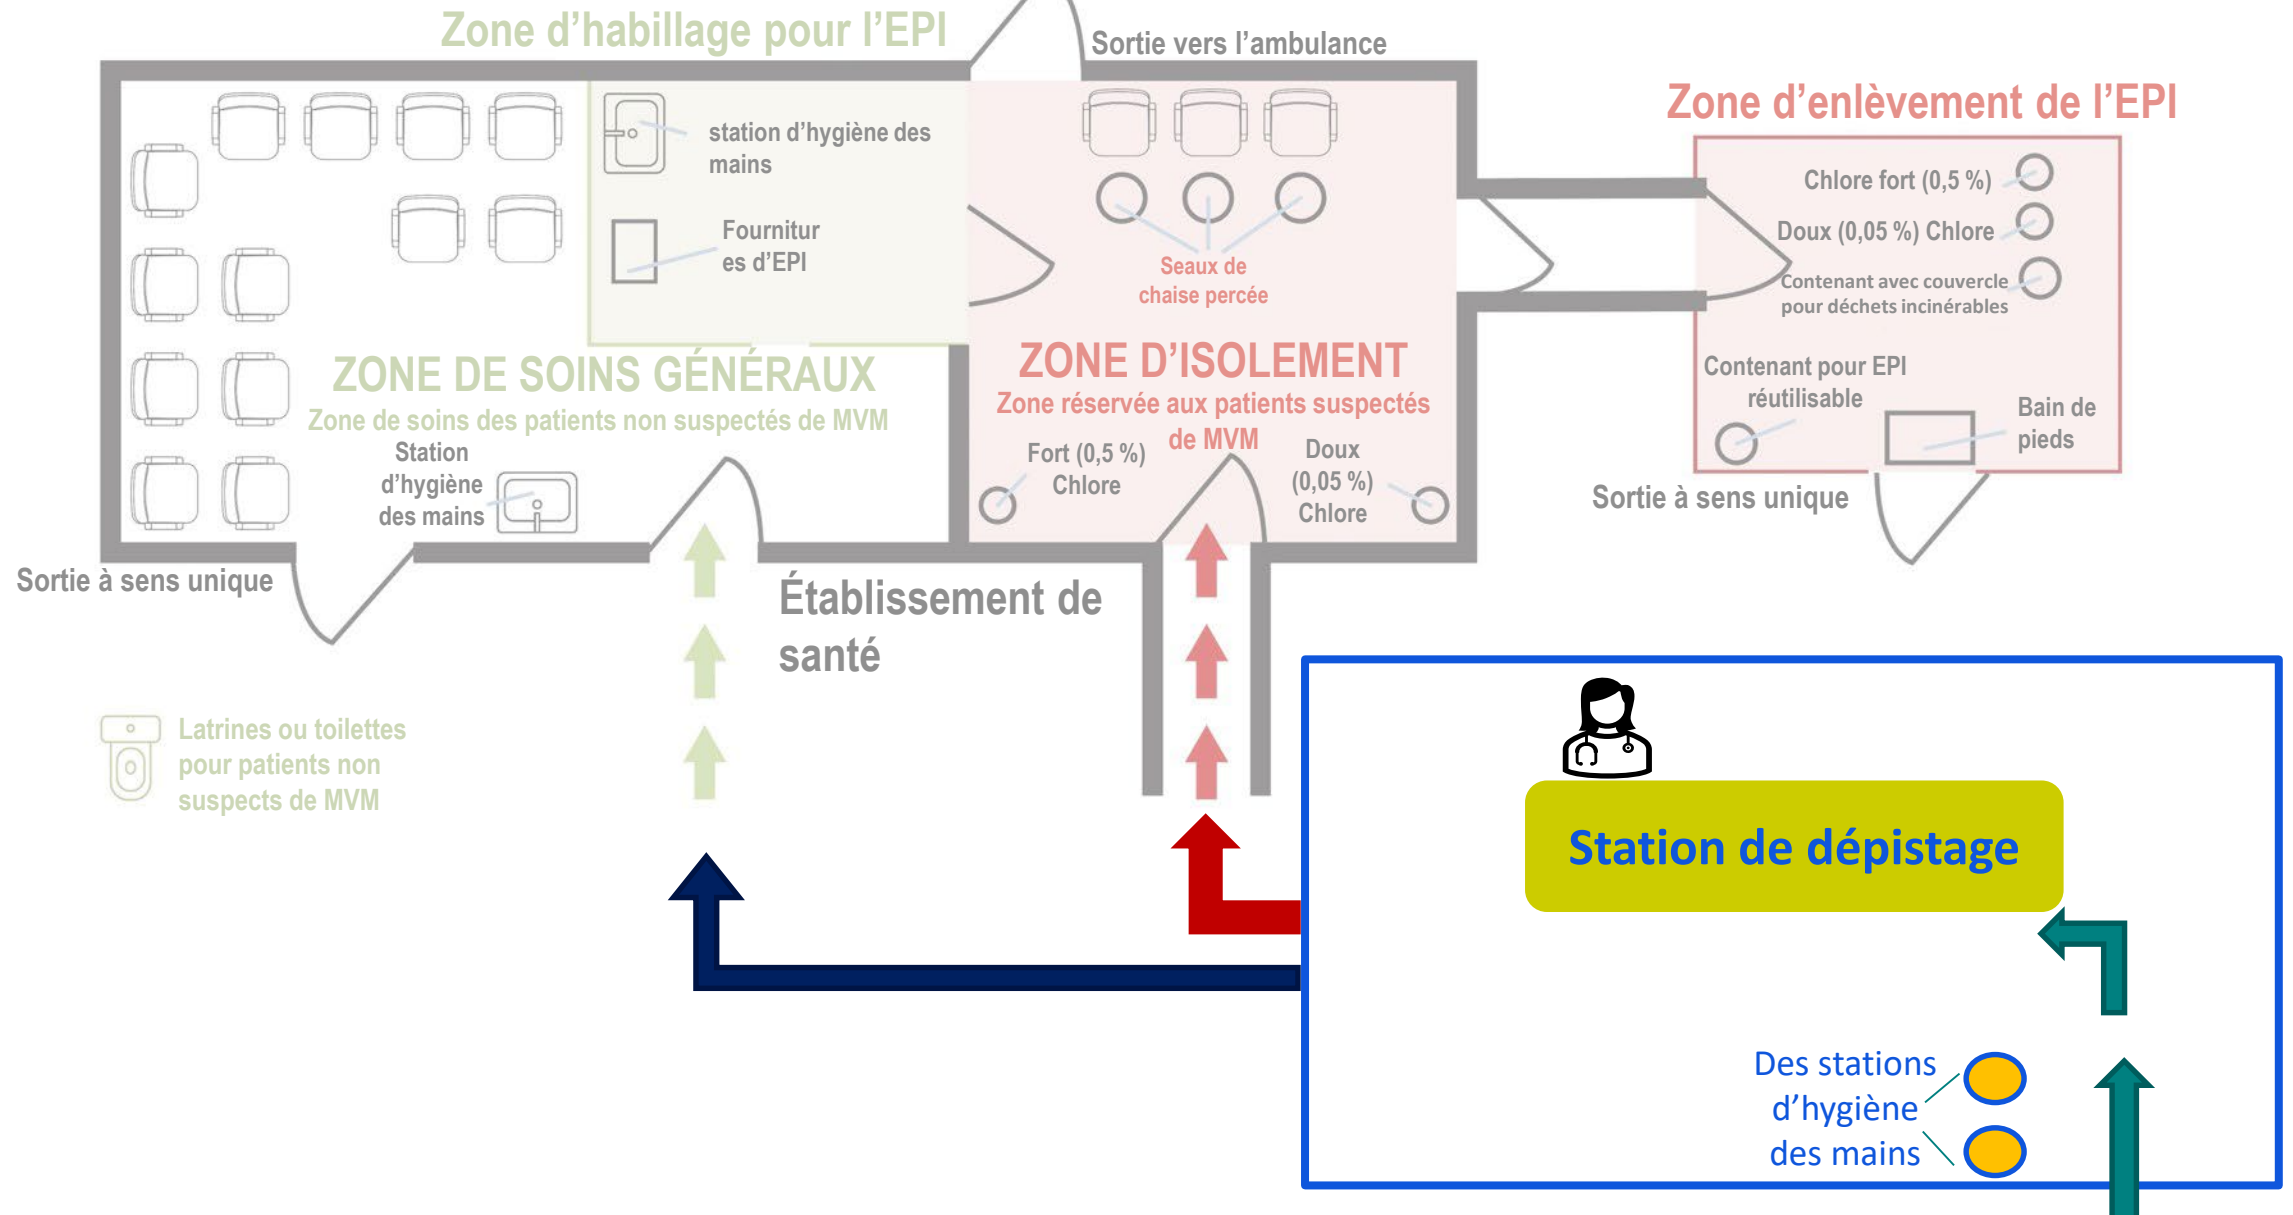 Zone d’habillage pour l’EPI
Sortie vers l’ambulance
Zone d’enlèvement de l’EPI
station d’hygiène des
mains
Fournitur
es d’EPI
Seaux de
chaise percée
Chlore fort (0,5 %)
Doux (0,05 %) Chlore
Contenant avec couvercle
pour déchets incinérables
Contenant pour EPI
réutilisable
Bain de
pieds
ZONE DE SOINS GÉNÉRAUX
Zone de soins des patients non suspectés de MVM
Station
d’hygiène
des mains
ZONE D’ISOLEMENT
Zone réservée aux patients suspectés
de MVM
Fort (0,5 %)
Chlore
Doux
(0,05 %)
Chlore
Sortie à sens unique
Sortie à sens unique
Établissement de
santé
Latrines ou toilettes
pour patients non
suspects de MVM
Station de dépistage
Des stations
d’hygiène
des mains